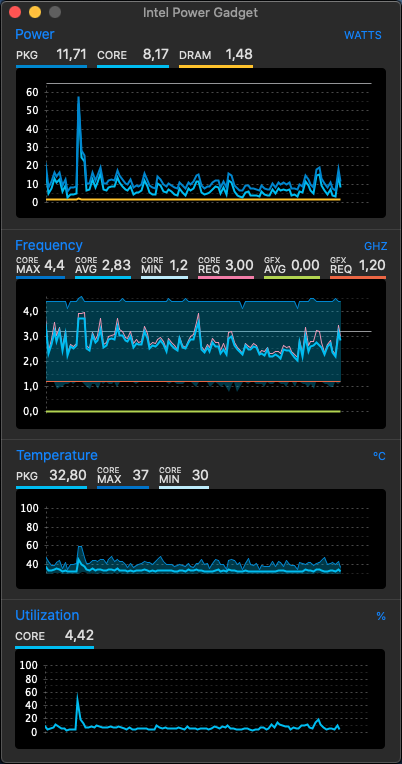 Intel Power Gadget
Power WATTS
PKG 11,71 CORE 8,17 DRAM 1,48
60
50
40
30
20
10
0
Frequency GHZ
CORE MAX 4,4 CORE AVG 2,83 CORE MIN 1,2 CORE REQ 3,00 GFX AVG 0,00 GFX REQ 1,20
4,0
3,0
2,0
1,0
0,0
Temperature °C
PKG 32,80 CORE MAX 37 CORE MIN 30
100
80
60
40
Utilization %
CORE 4,42
100
80
60
40
20
0